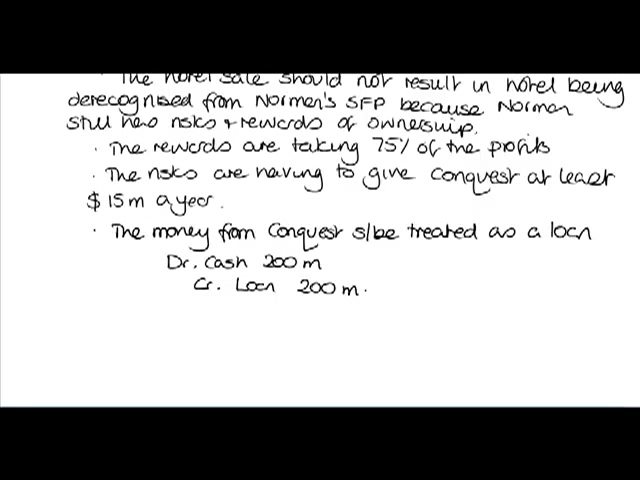 · The hotel sale should not result in hotel being
derecognised from Norman's SFP because Norman
still has risks + rewards of ownership.
· The rewards are taking 75% of the profits
· The risks are having to give Conquest at least
$15m a year.
· The money from Conquest s/be treated as a loan
Dr. Cash 200m
Cr. Loan 200m.